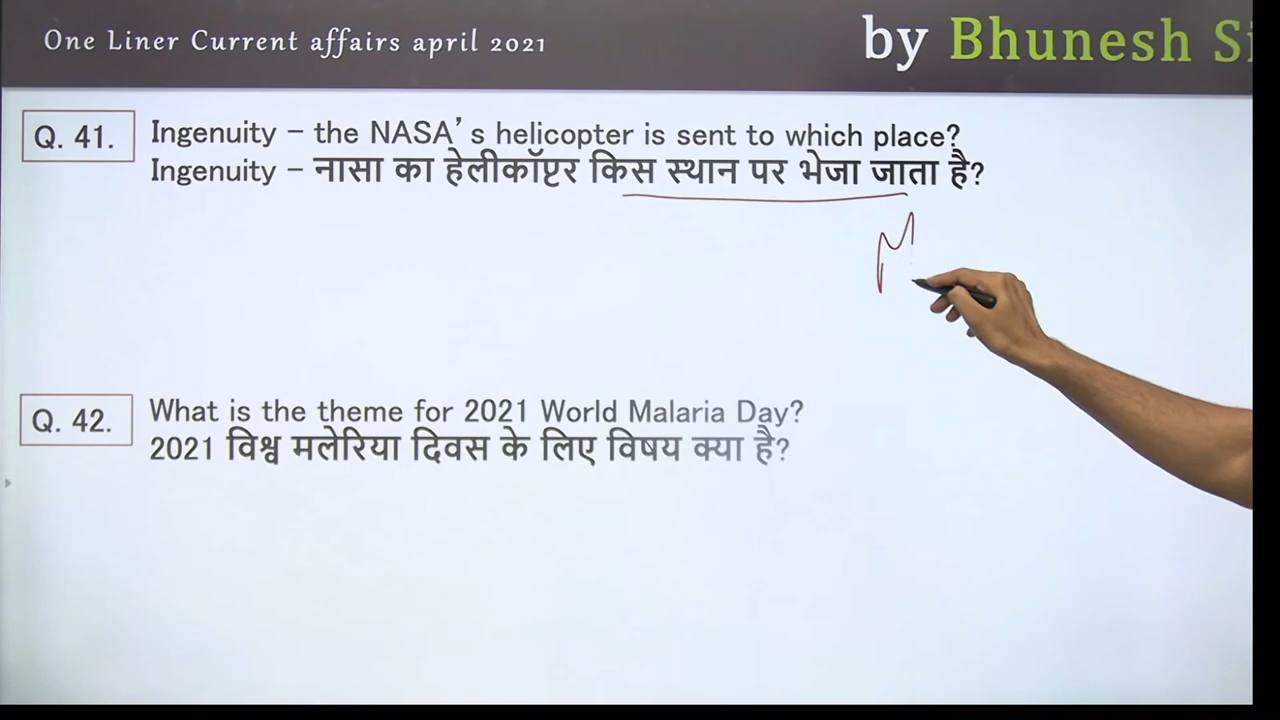 One Liner Current affairs april 2021
by Bhunesh
Q. 41. Ingenuity – the NASA's helicopter is sent to which place?
Ingenuity – नासा का हेलीकॉप्टर किस स्थान पर भेजा जाता है?
M
Q. 42. What is the theme for 2021 World Malaria Day?
2021 विश्व मलेरिया दिवस के लिए विषय क्या है?